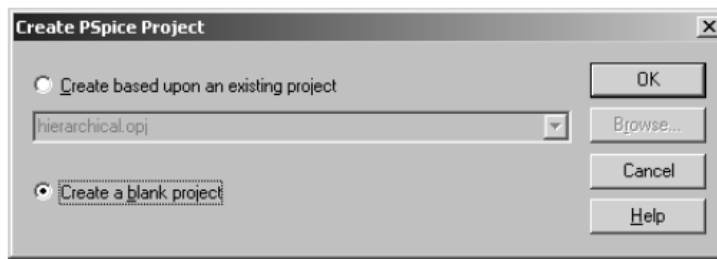 Create PSpice Project
Create based upon an existing project
hierarchical.opj
Create a blank project
OK
Browse...
Cancel
Help